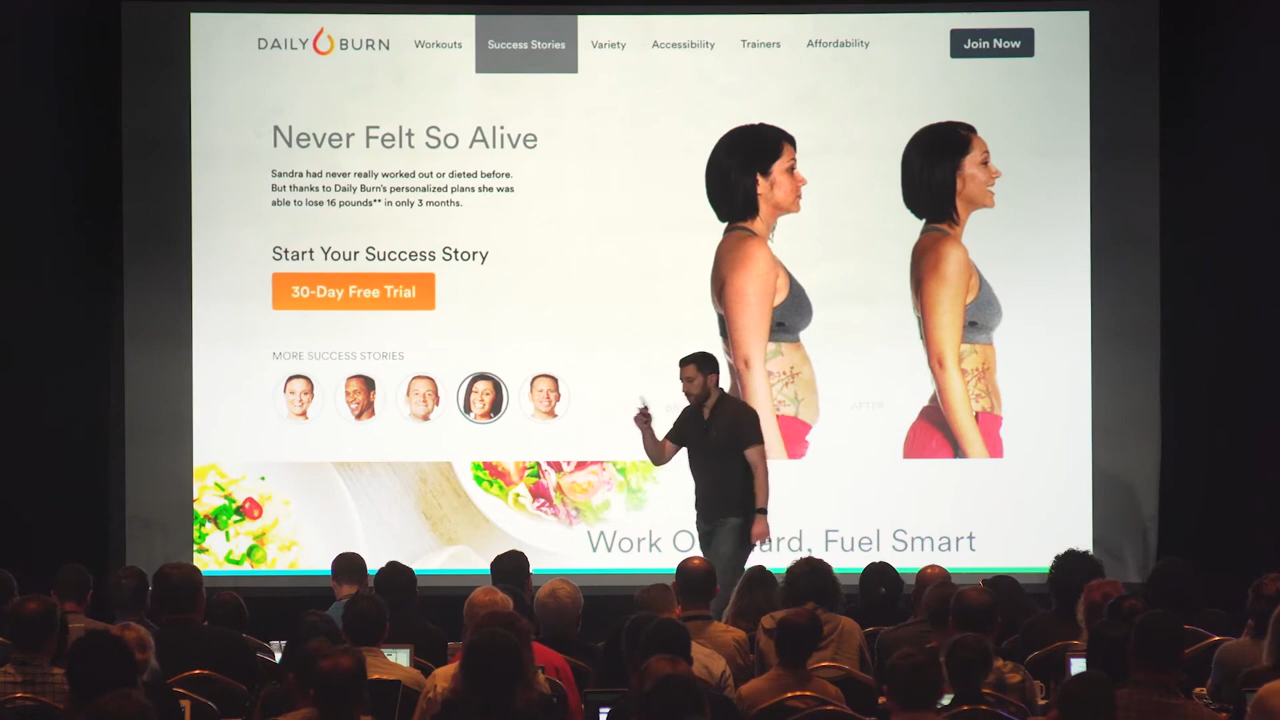 DAILY BURN
Workouts
Success Stories
Variety
Accessibility
Trainers
Affordability
Join Now
Never Felt So Alive
Sandra had never really worked out or dieted before.
But thanks to Daily Burn's personalized plans she was
able to lose 16 pounds** in only 3 months.
Start Your Success Story
30-Day Free Trial
MORE SUCCESS STORIES
AFTER
Work O ard, Fuel Smart